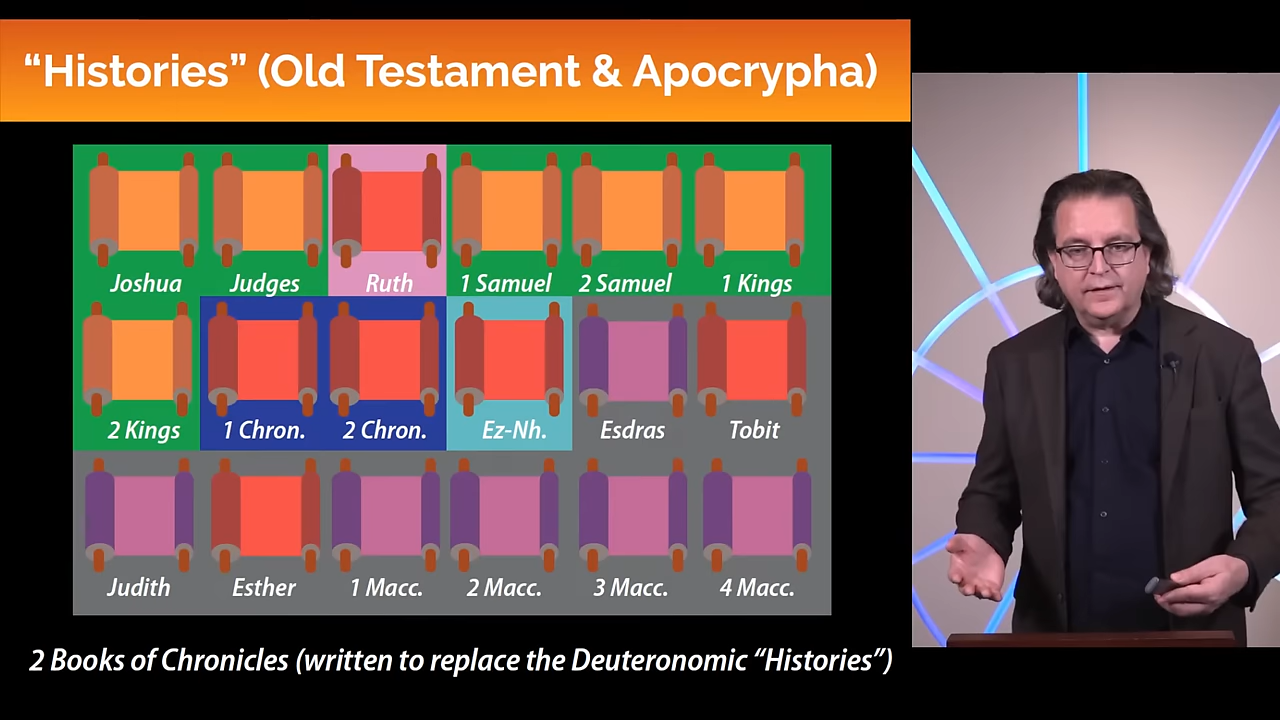 “Histories” (Old Testament & Apocrypha)
Joshua
Judges
Ruth
1 Samuel
2 Samuel
1 Kings
2 Kings
1 Chron.
2 Chron.
Ez-Nh.
Esdras
Tobit
Judith
Esther
1 Macc.
2 Macc.
3 Macc.
4 Macc.
2 Books of Chronicles (written to replace the Deuteronomic “Histories”)